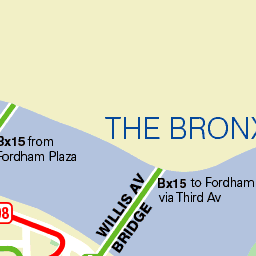 THE BRONX
Bx15 from
Fordham Plaza
Bx15 to Fordham
via Third Av
WILLIS AV
BRIDGE